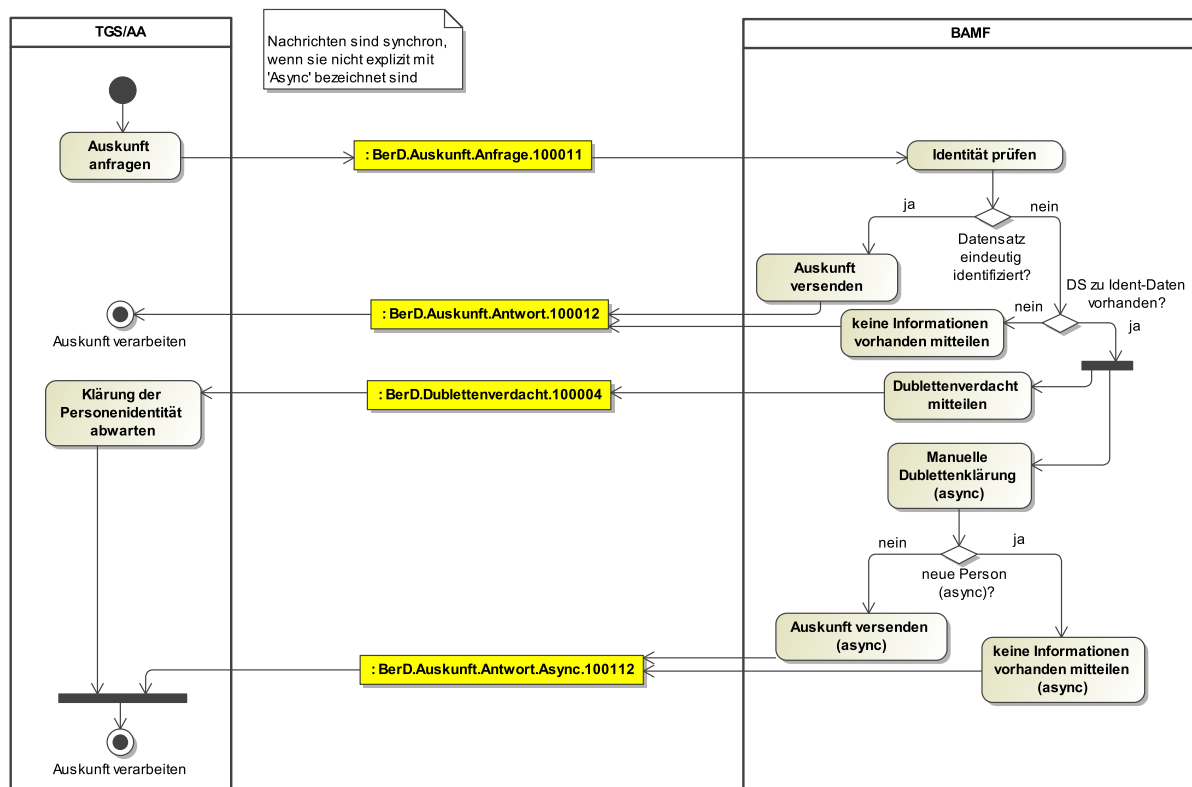 TGS/AA
Nachrichten sind synchron,
wenn sie nicht explizit mit
'Async' bezeichnet sind
BAMF
Auskunft
anfragen
: BerD.Auskunft.Anfrage.100011
Identität prüfen
ja
nein
Datensatz
eindeutig
identifiziert?
Auskunft
versenden
DS zu Ident-Daten
vorhanden?
: BerD.Auskunft.Antwort.100012
nein
ja
keine Informationen
vorhanden mitteilen
Auskunft verarbeiten
Klärung der
Personenidentität
abwarten
: BerD.Dublettenverdacht.100004
Dublettenverdacht
mitteilen
Manuelle
Dublettenklärung
(async)
nein
ja
neue Person
(async)?
Auskunft versenden
(async)
keine Informationen
vorhanden mitteilen
(async)
: BerD.Auskunft.Antwort.Async.100112
Auskunft verarbeiten